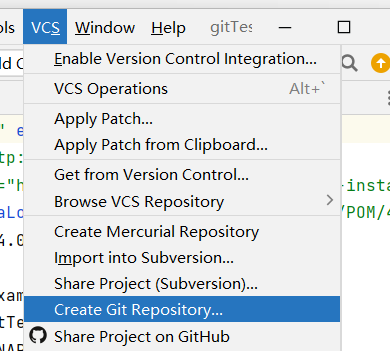 ols VCS Window Help gitTes
Enable Version Control Integration...
VCS Operations Alt+`
Apply Patch...
Apply Patch from Clipboard...
Get from Version Control...
Browse VCS Repository
Create Mercurial Repository
Import into Subversion...
Share Project (Subversion)...
Create Git Repository...
Share Project on GitHub